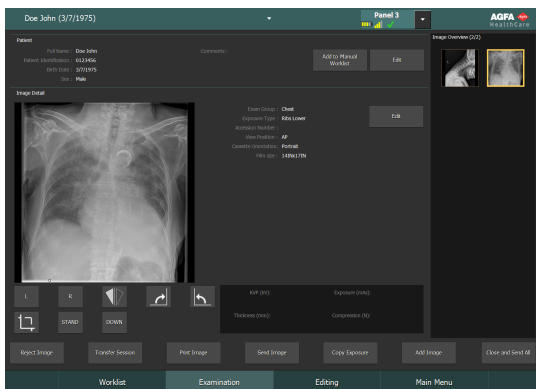 Doe John (3/7/1975)
Panel 3
AGFA
HealthCare
Patient
Full Name : Doe John
Patient Identification : 0123456
Birth Date : 3/7/1975
Sex : Male
Comments :
Add to Manual Worklist
Edit
Image Overview (2/2)
Image Detail
Exam Group : Chest
Exposure Type : Ribs Lower
Accession Number :
View Position : AP
Cassette Orientation: Portrait
Film size : 14INx17IN
Edit
L
R
STAND
DOWN
KVP (kV):
Exposure (mAs):
Thickness (mm):
Compression (N):
Reject Image
Transfer Session
Print Image
Send Image
Copy Exposure
Add Image
Close and Send All
Worklist
Examination
Editing
Main Menu